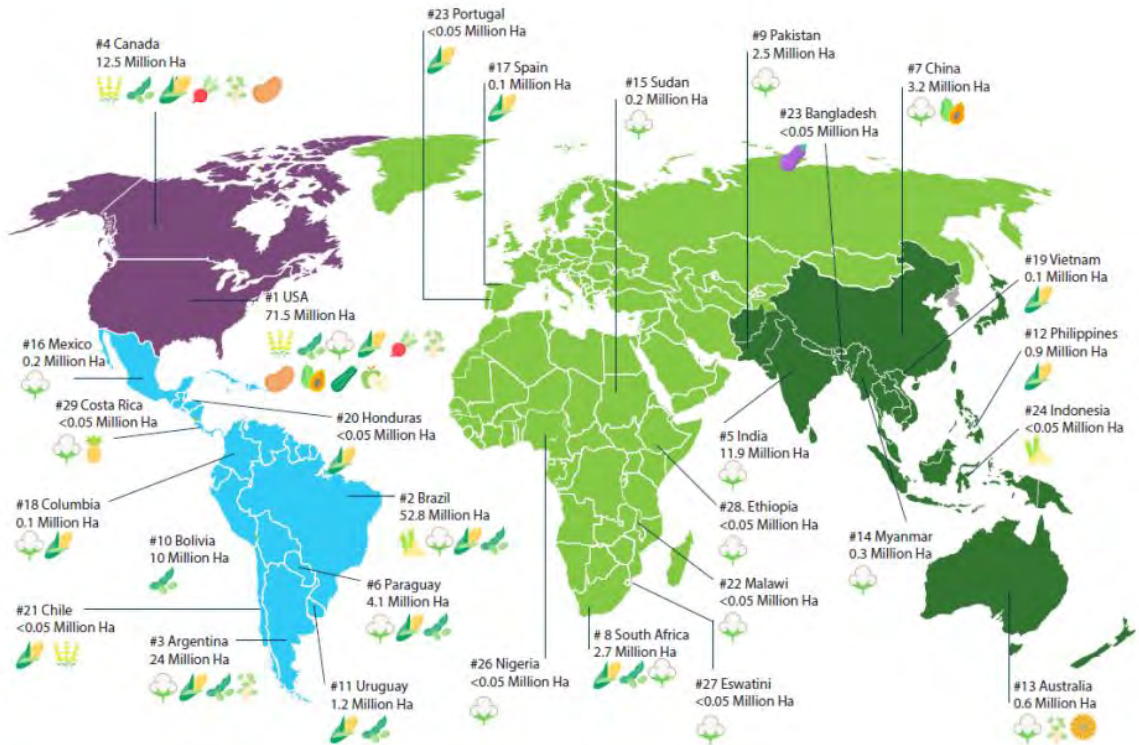 #23 Portugal
<0.05 Million Ha
#4 Canada
12.5 Million Ha
#17 Spain
0.1 Million Ha
#15 Sudan
0.2 Million Ha
#9 Pakistan
2.5 Million Ha
#7 China
3.2 Million Ha
#23 Bangladesh
<0.05 Million Ha
#19 Vietnam
0.1 Million Ha
#1 USA
71.5 Million Ha
#12 Philippines
0.9 Million Ha
#16 Mexico
0.2 Million Ha
#29 Costa Rica
<0.05 Million Ha
#20 Honduras
<0.05 Million Ha
#24 Indonesia
<0.05 Million Ha
#5 India
11.9 Million Ha
#18 Columbia
0.1 Million Ha
#2 Brazil
52.8 Million Ha
#28. Ethiopia
<0.05 Million Ha
#10 Bolivia
10 Million Ha
#14 Myanmar
0.3 Million Ha
#6 Paraguay
4.1 Million Ha
#22 Malawi
<0.05 Million Ha
#21 Chile
<0.05 Million Ha
#3 Argentina
24 Million Ha
# 8 South Africa
2.7 Million Ha
#26 Nigeria
<0.05 Million Ha
#11 Uruguay
1.2 Million Ha
#27 Eswatini
<0.05 Million Ha
#13 Australia
0.6 Million Ha